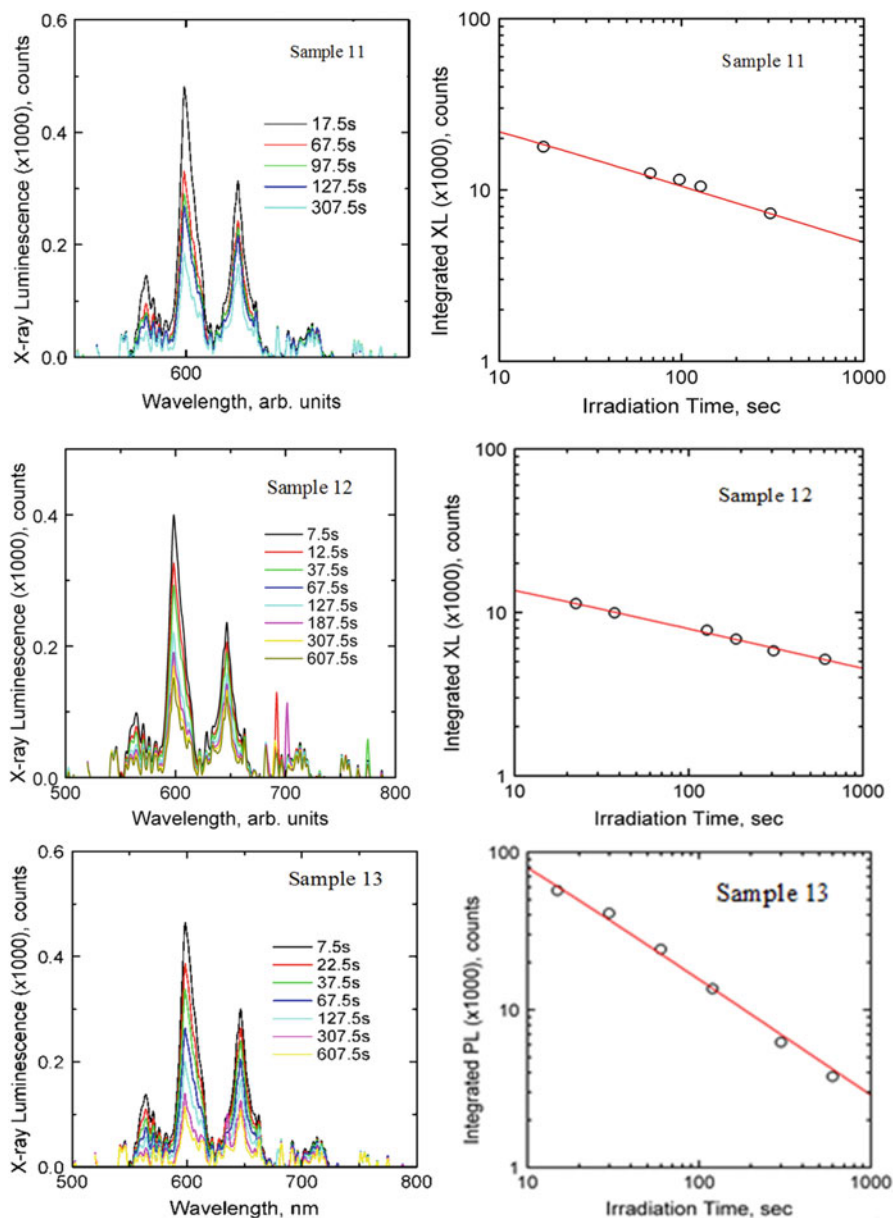 0.6
Sample 11
17.5s
67.5s
97.5s
127.5s
307.5s
0.4
0.2
0.0
600
X-ray Luminescence (x1000), counts
Wavelength, arb. units
100
Sample 11
10
1
10 100 1000
Integrated XL (x1000), counts
Irradiation Time, sec
Sample 12
7.5s
12.5s
37.5s
67.5s
127.5s
187.5s
307.5s
607.5s
0.4
0.2
0.0
500 600 700 800
X-ray Luminescence (x1000), counts
Wavelength, arb. units
100
Sample 12
10
1
10 100 1000
Integrated XL (x1000), counts
Irradiation Time, sec
0.6
Sample 13
7.5s
22.5s
37.5s
67.5s
127.5s
307.5s
607.5s
0.4
0.2
0.0
500 600 700 800
X-ray Luminescence (x1000), counts
Wavelength, nm
100
Sample 13
10
1
10 100 1000
Integrated PL (x1000), counts
Irradiation Time, sec